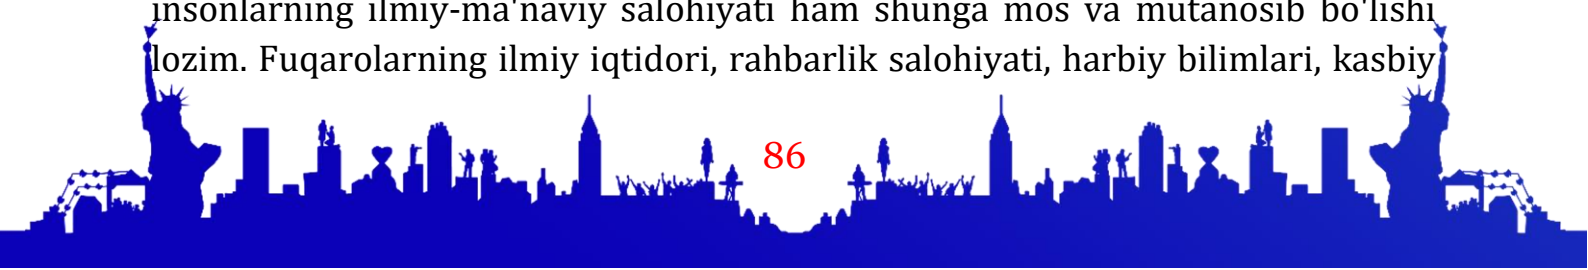 insonlarning ilmiy-ma'naviy salohiyati ham shunga mos va mutanosib bo'lishi
lozim. Fuqarolarning ilmiy iqtidori, rahbarlik salohiyati, harbiy bilimlari, kasbiy
86